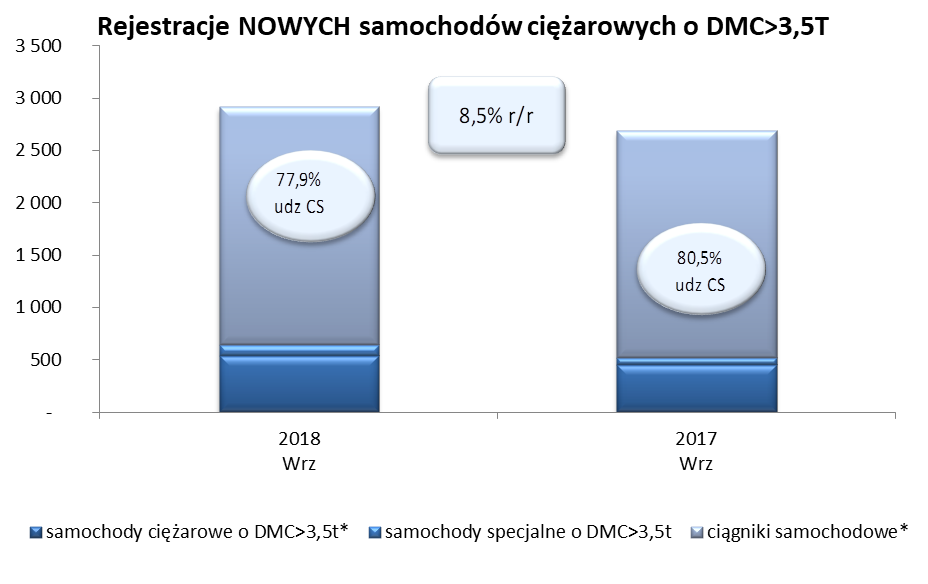 Rejestracje NOWYCH samochodów ciężarowych o DMC>3,5T
3 500
3 000
2 500
2 000
1 500
1 000
500
-
8,5% r/r
77,9%
udz CS
80,5%
udz CS
2018
Wrz
2017
Wrz
samochody ciężarowe o DMC>3,5t*
samochody specjalne o DMC>3,5t
ciągniki samochodowe*